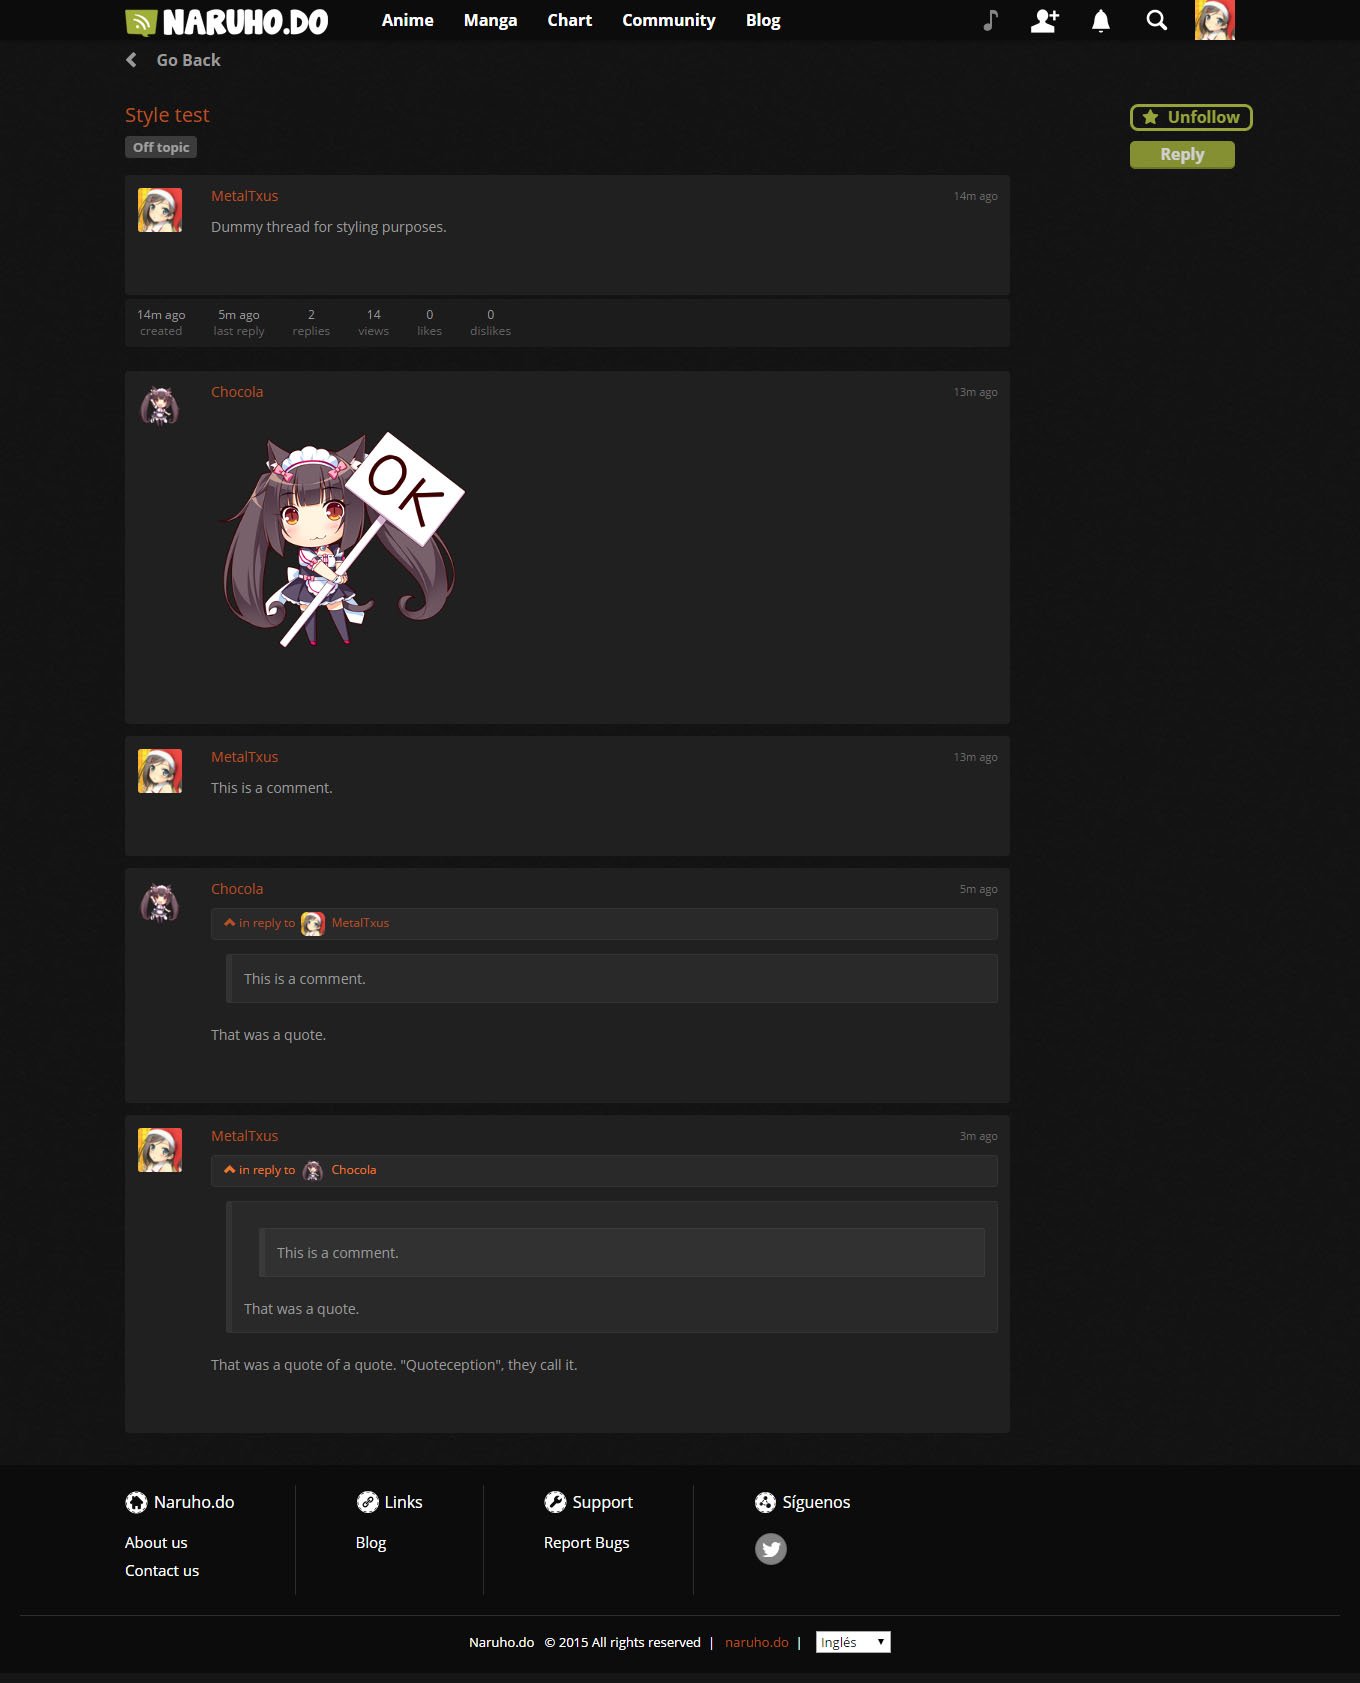 NARUHO.DO Anime Manga Chart Community Blog
Go Back
Style test
Unfollow
Off topic
Reply
MetalTxus 14m ago
Dummy thread for styling purposes.
14m ago 5m ago 2 14 0 0
created last reply replies views likes dislikes
Chocola 13m ago
OK
MetalTxus 13m ago
This is a comment.
Chocola 5m ago
in reply to MetalTxus
This is a comment.
That was a quote.
MetalTxus 3m ago
in reply to Chocola
This is a comment.
That was a quote.
That was a quote of a quote. "Quoteception", they call it.
Naruho.do Links Support Síguenos
About us Blog Report Bugs
Contact us
Naruho.do © 2015 All rights reserved | naruho.do | Inglés